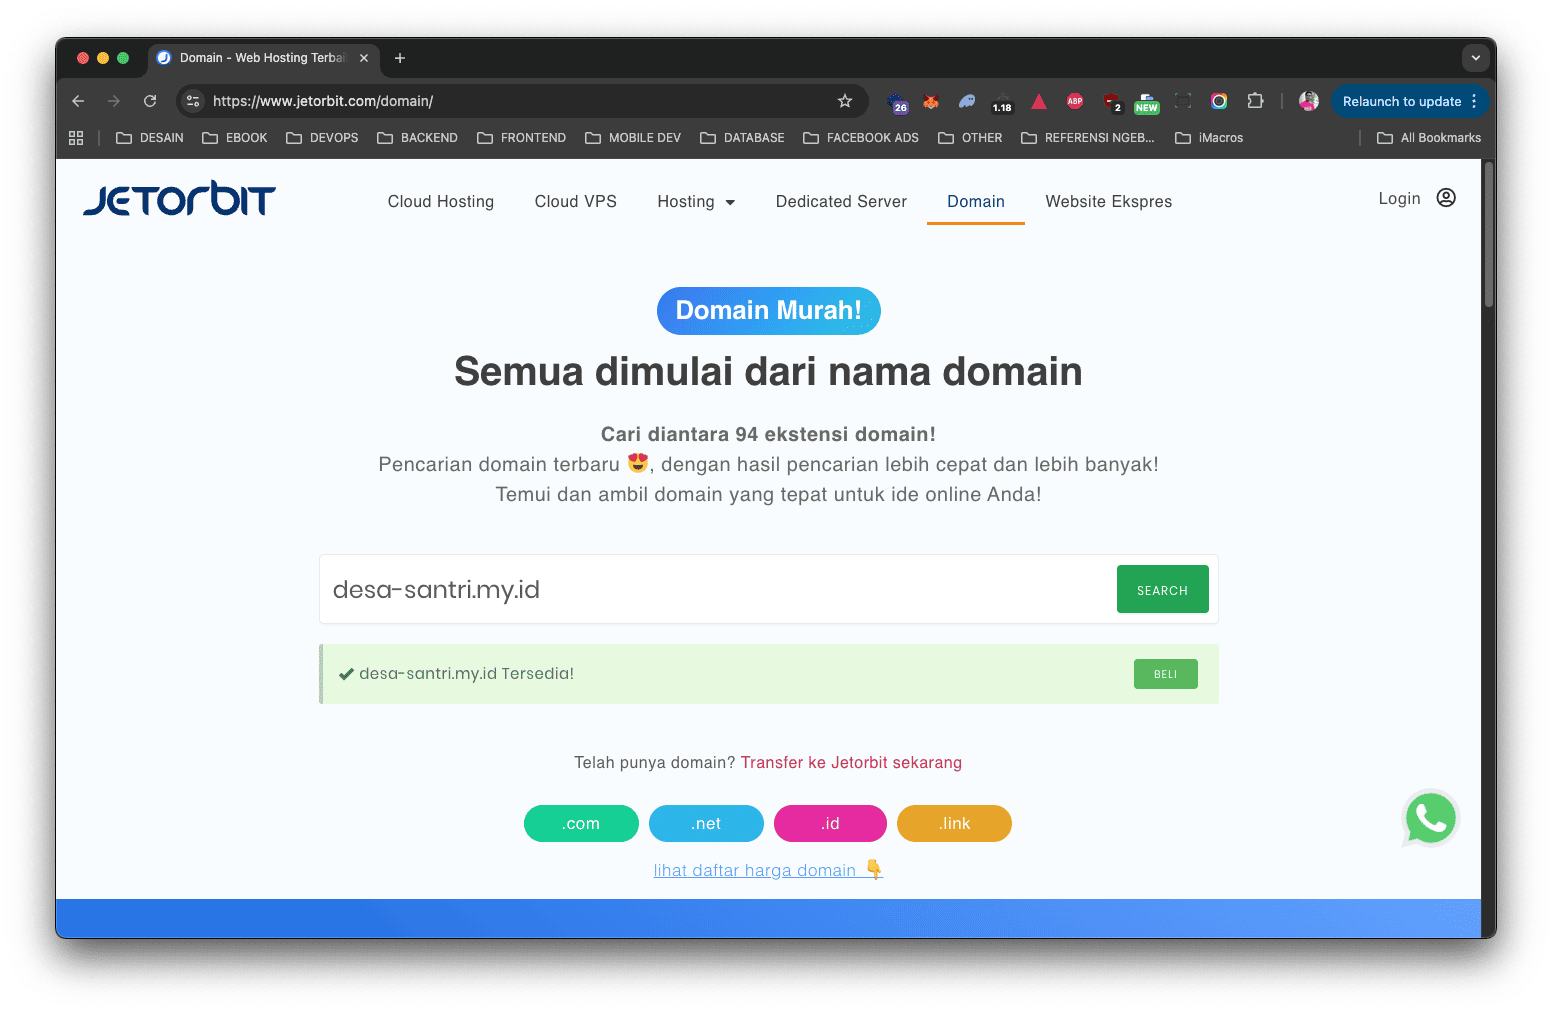 Domain - Web Hosting Terbai
https://www.jetorbit.com/domain/
26
1.18
ABP
2
NEW
Relaunch to update
DESAIN
EBOOK
DEVOPS
BACKEND
FRONTEND
MOBILE DEV
DATABASE
FACEBOOK ADS
OTHER
REFERENSI NGEB...
iMacros
All Bookmarks
JETORBIT
Cloud Hosting
Cloud VPS
Hosting
Dedicated Server
Domain
Website Ekspres
Login
Domain Murah!
Semua dimulai dari nama domain
Cari diantara 94 ekstensi domain!
Pencarian domain terbaru 😍, dengan hasil pencarian lebih cepat dan lebih banyak!
Temui dan ambil domain yang tepat untuk ide online Anda!
desa-santri.my.id
SEARCH
desa-santri.my.id Tersedia!
BELI
Telah punya domain? Transfer ke Jetorbit sekarang
.com
.net
.id
.link
lihat daftar harga domain 👇